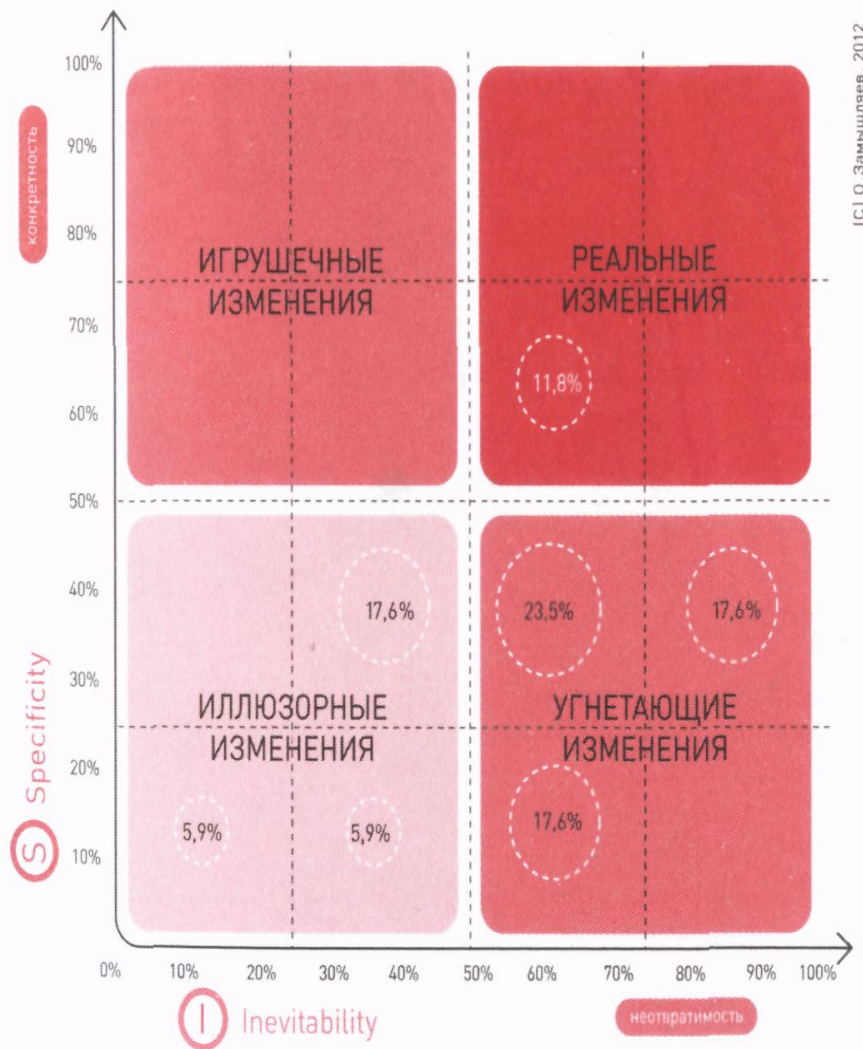 [C] О. Замышляев, 2012
100%
90%
80%
70%
60%
50%
40%
30%
20%
10%
конкретность
S Specificity
ИГРУШЕЧНЫЕ
ИЗМЕНЕНИЯ
РЕАЛЬНЫЕ
ИЗМЕНЕНИЯ
11,8%
17,6%
23,5%
17,6%
ИЛЛЮЗОРНЫЕ
ИЗМЕНЕНИЯ
УГНЕТАЮЩИЕ
ИЗМЕНЕНИЯ
5,9%
5,9%
17,6%
0% 10% 20% 30% 40% 50% 60% 70% 80% 90% 100%
I Inevitability
неотвратимость